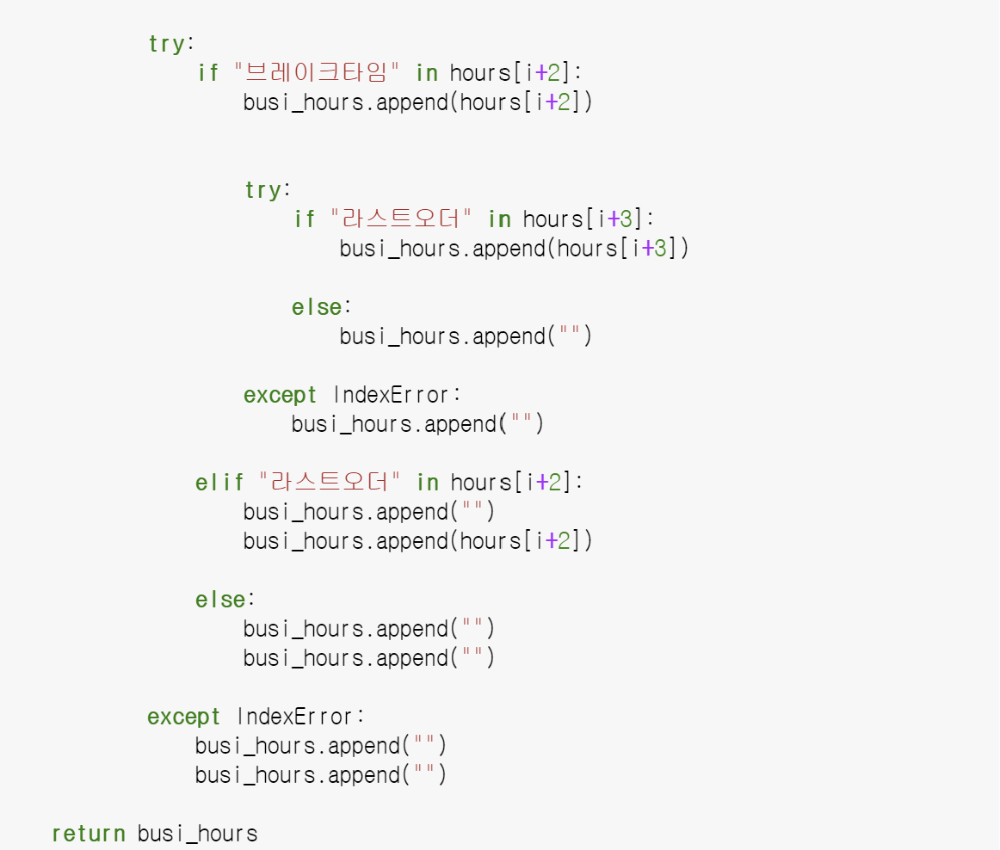 try:
if "브레이크타임" in hours[i+2]:
busi_hours.append(hours[i+2])
try:
if "라스트오더" in hours[i+3]:
busi_hours.append(hours[i+3])
else:
busi_hours.append("")
except IndexError:
busi_hours.append("")
elif "라스트오더" in hours[i+2]:
busi_hours.append("")
busi_hours.append(hours[i+2])
else:
busi_hours.append("")
busi_hours.append("")
except IndexError:
busi_hours.append("")
busi_hours.append("")
return busi_hours